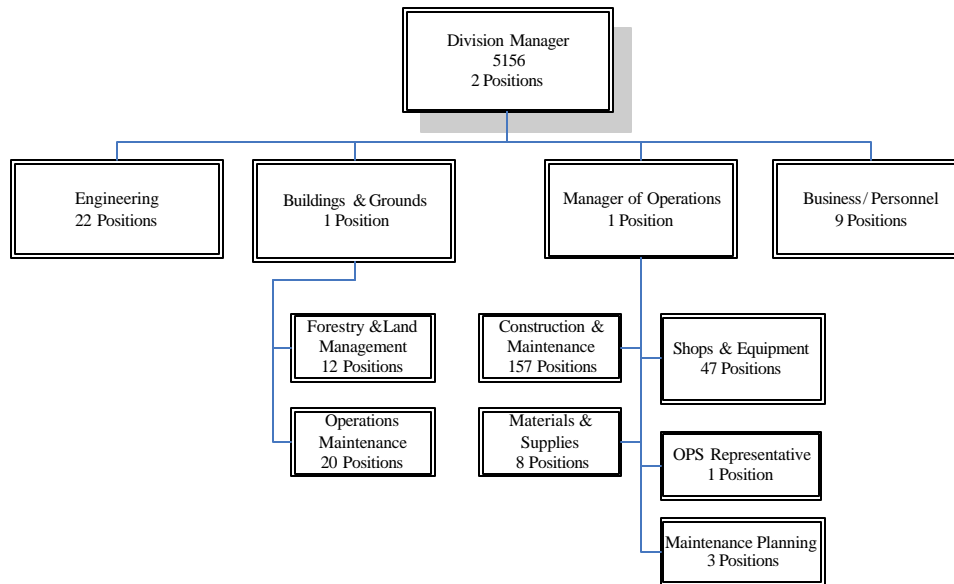 Division Manager
5156
2 Positions
Engineering
22 Positions
Buildings & Grounds
1 Position
Manager of Operations
1 Position
Business/ Personnel
9 Positions
Forestry &Land
Management
12 Positions
Operations
Maintenance
20 Positions
Construction &
Maintenance
157 Positions
Materials &
Supplies
8 Positions
Shops & Equipment
47 Positions
OPS Representative
1 Position
Maintenance Planning
3 Positions